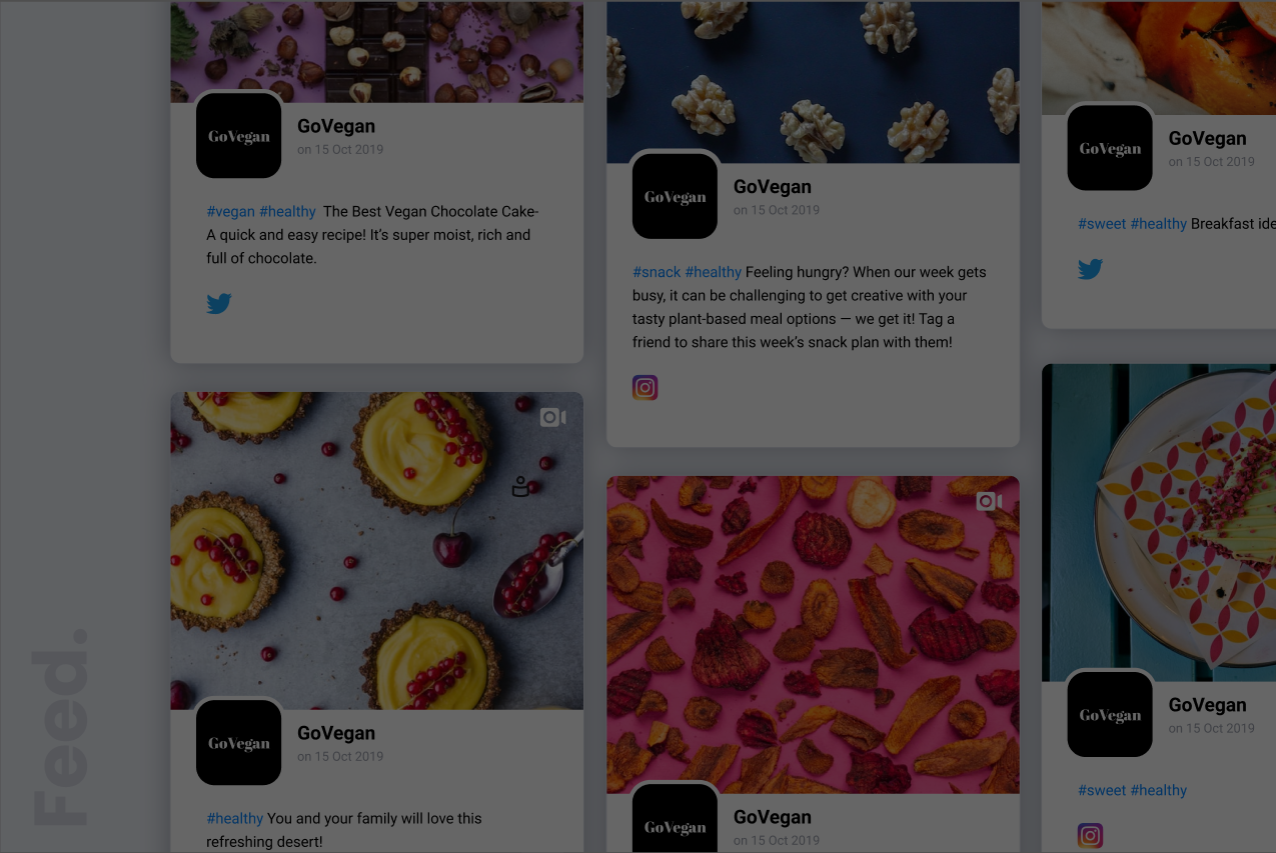 GoVegan
GoVegan
on 15 Oct 2019
#vegan #healthy The Best Vegan Chocolate Cake-
A quick and easy recipe! It’s super moist, rich and
full of chocolate.
GoVegan
GoVegan
on 15 Oct 2019
#healthy You and your family will love this
refreshing desert!
GoVegan
GoVegan
on 15 Oct 2019
#snack #healthy Feeling hungry? When our week gets
busy, it can be challenging to get creative with your
tasty plant-based meal options — we get it! Tag a
friend to share this week’s snack plan with them!
GoVegan
GoVegan
on 15 Oct 2019
GoVegan
GoVegan
on 15 Oct 2019
#sweet #healthy Breakfast
GoVegan
GoVegan
on 15 Oct 2019
#sweet #healthy
Feed.